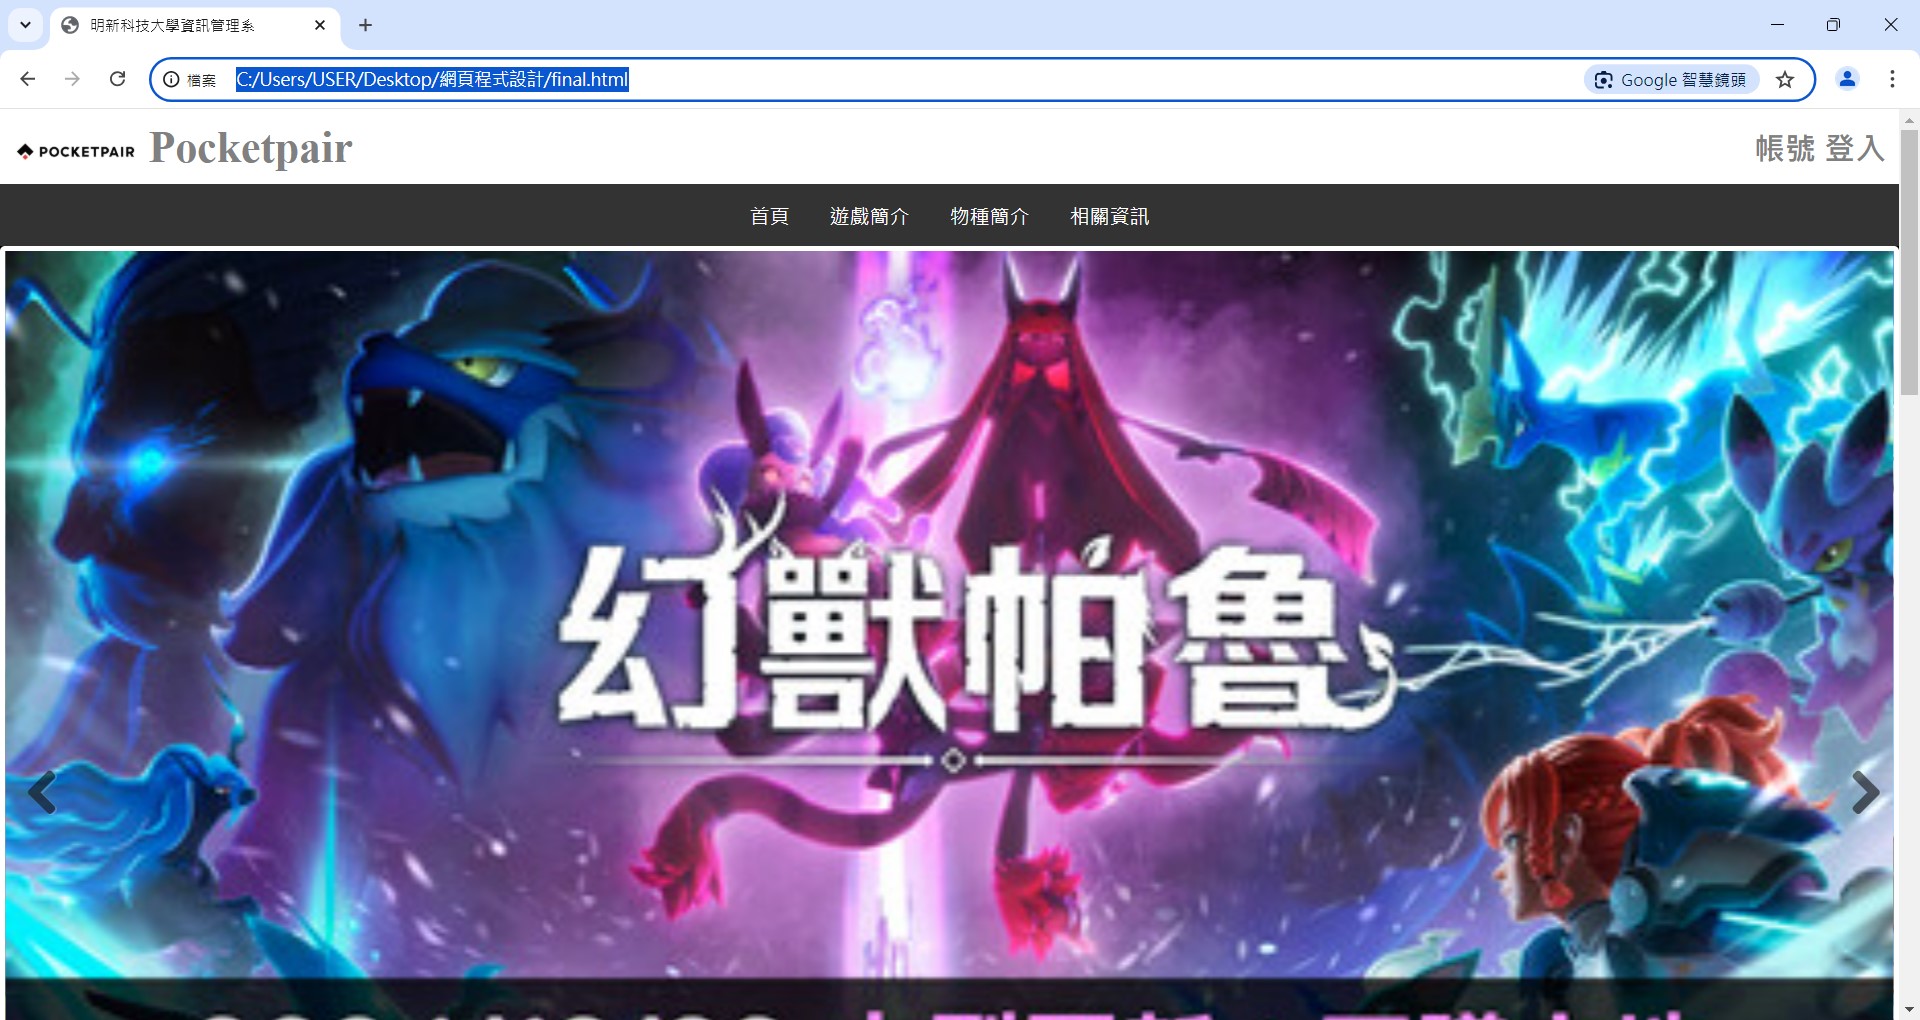 明新科技大學資訊管理系
檔案 C:/Users/USER/Desktop/網頁程式設計/final.html Google 智慧鏡頭
POCKETPAIR Pocketpair 帳號 登入
首頁 遊戲簡介 物種簡介 相關資訊
幻獸帕魯